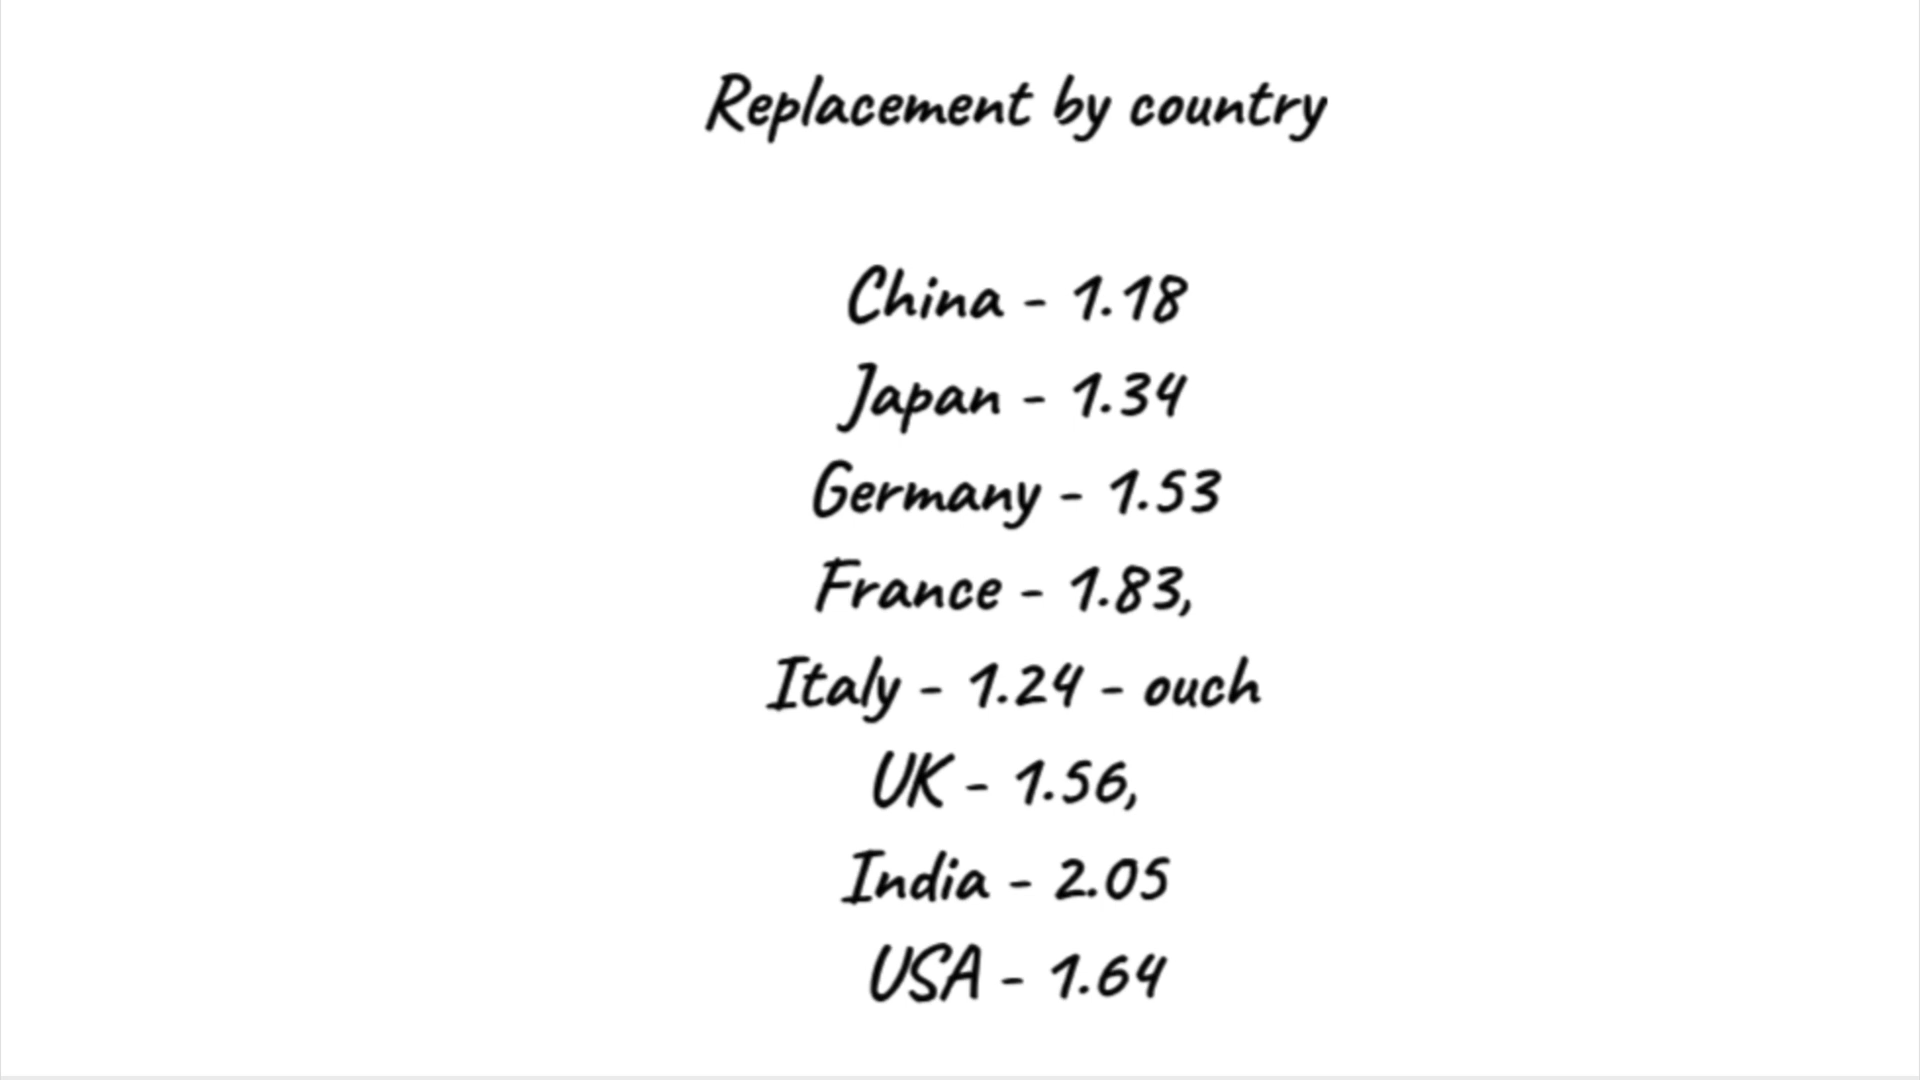 Replacement by country
China - 1.18
Japan - 1.34
Germany - 1.53
France - 1.83,
Italy - 1.24 - ouch
UK - 1.56,
India - 2.05
USA - 1.64